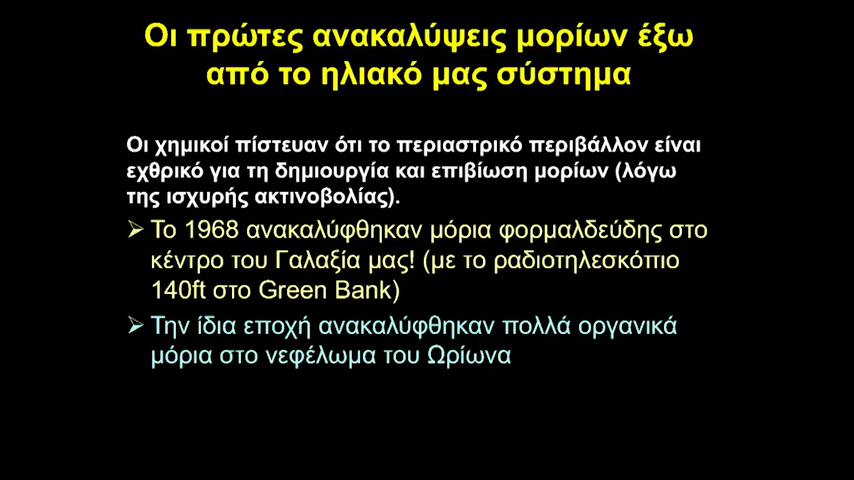 Οι πρώτες ανακαλύψεις μορίων έξω
από το ηλιακό μας σύστημα
Οι χημικοί πίστευαν ότι το περιαστρικό περιβάλλον είναι
εχθρικό για τη δημιουργία και επιβίωση μορίων (λόγω
της ισχυρής ακτινοβολίας).
➢ Το 1968 ανακαλύφθηκαν μόρια φορμαλδεύδης στο
κέντρο του Γαλαξία μας! (με το ραδιοτηλεσκόπιο
140ft στο Green Bank)
➢ Την ίδια εποχή ανακαλύφθηκαν πολλά οργανικά
μόρια στο νεφέλωμα του Ωρίωνα